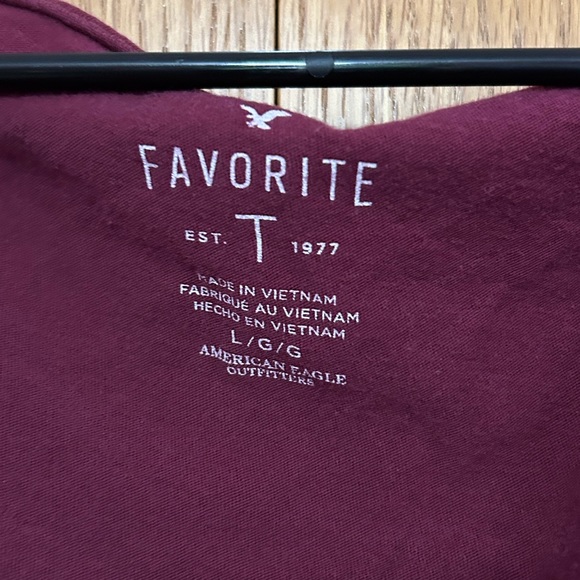 FAVORITE
EST. T 1977
MADE IN VIETNAM
FABRIQUÉ AU VIETNAM
HECHO EN VIETNAM
L/G/G
AMERICAN EAGLE
OUTFITTERS